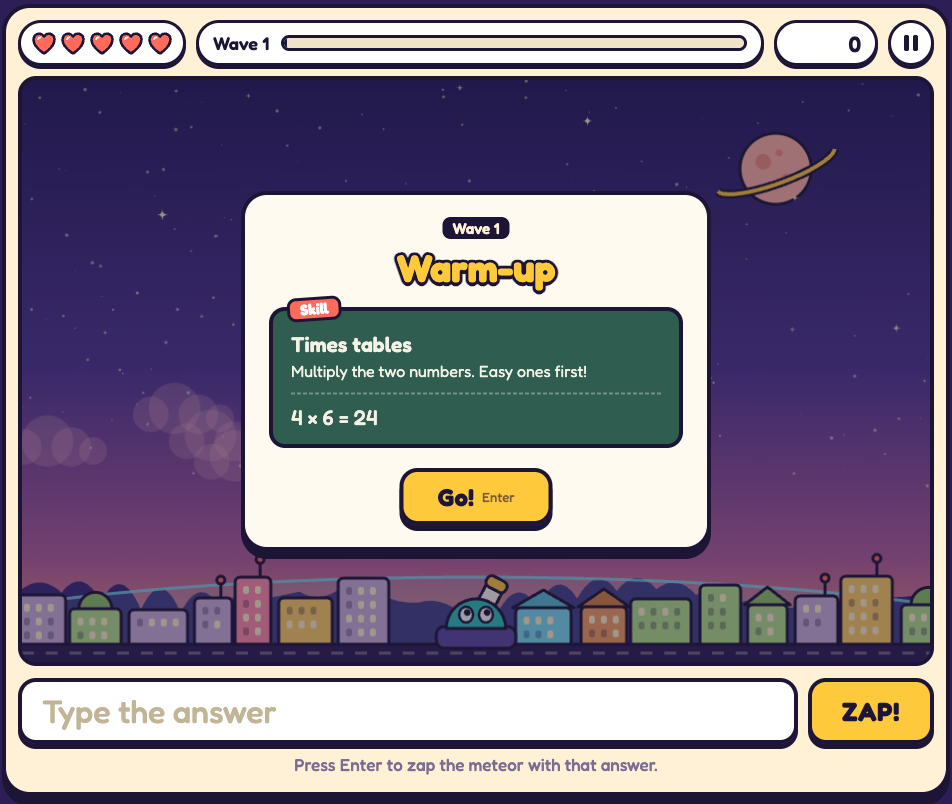 Wave 1
0
Wave 1
Warm-up
Skill
Times tables
Multiply the two numbers. Easy ones first!
4 × 6 = 24
Go! Enter
Type the answer
ZAP!
Press Enter to zap the meteor with that answer.